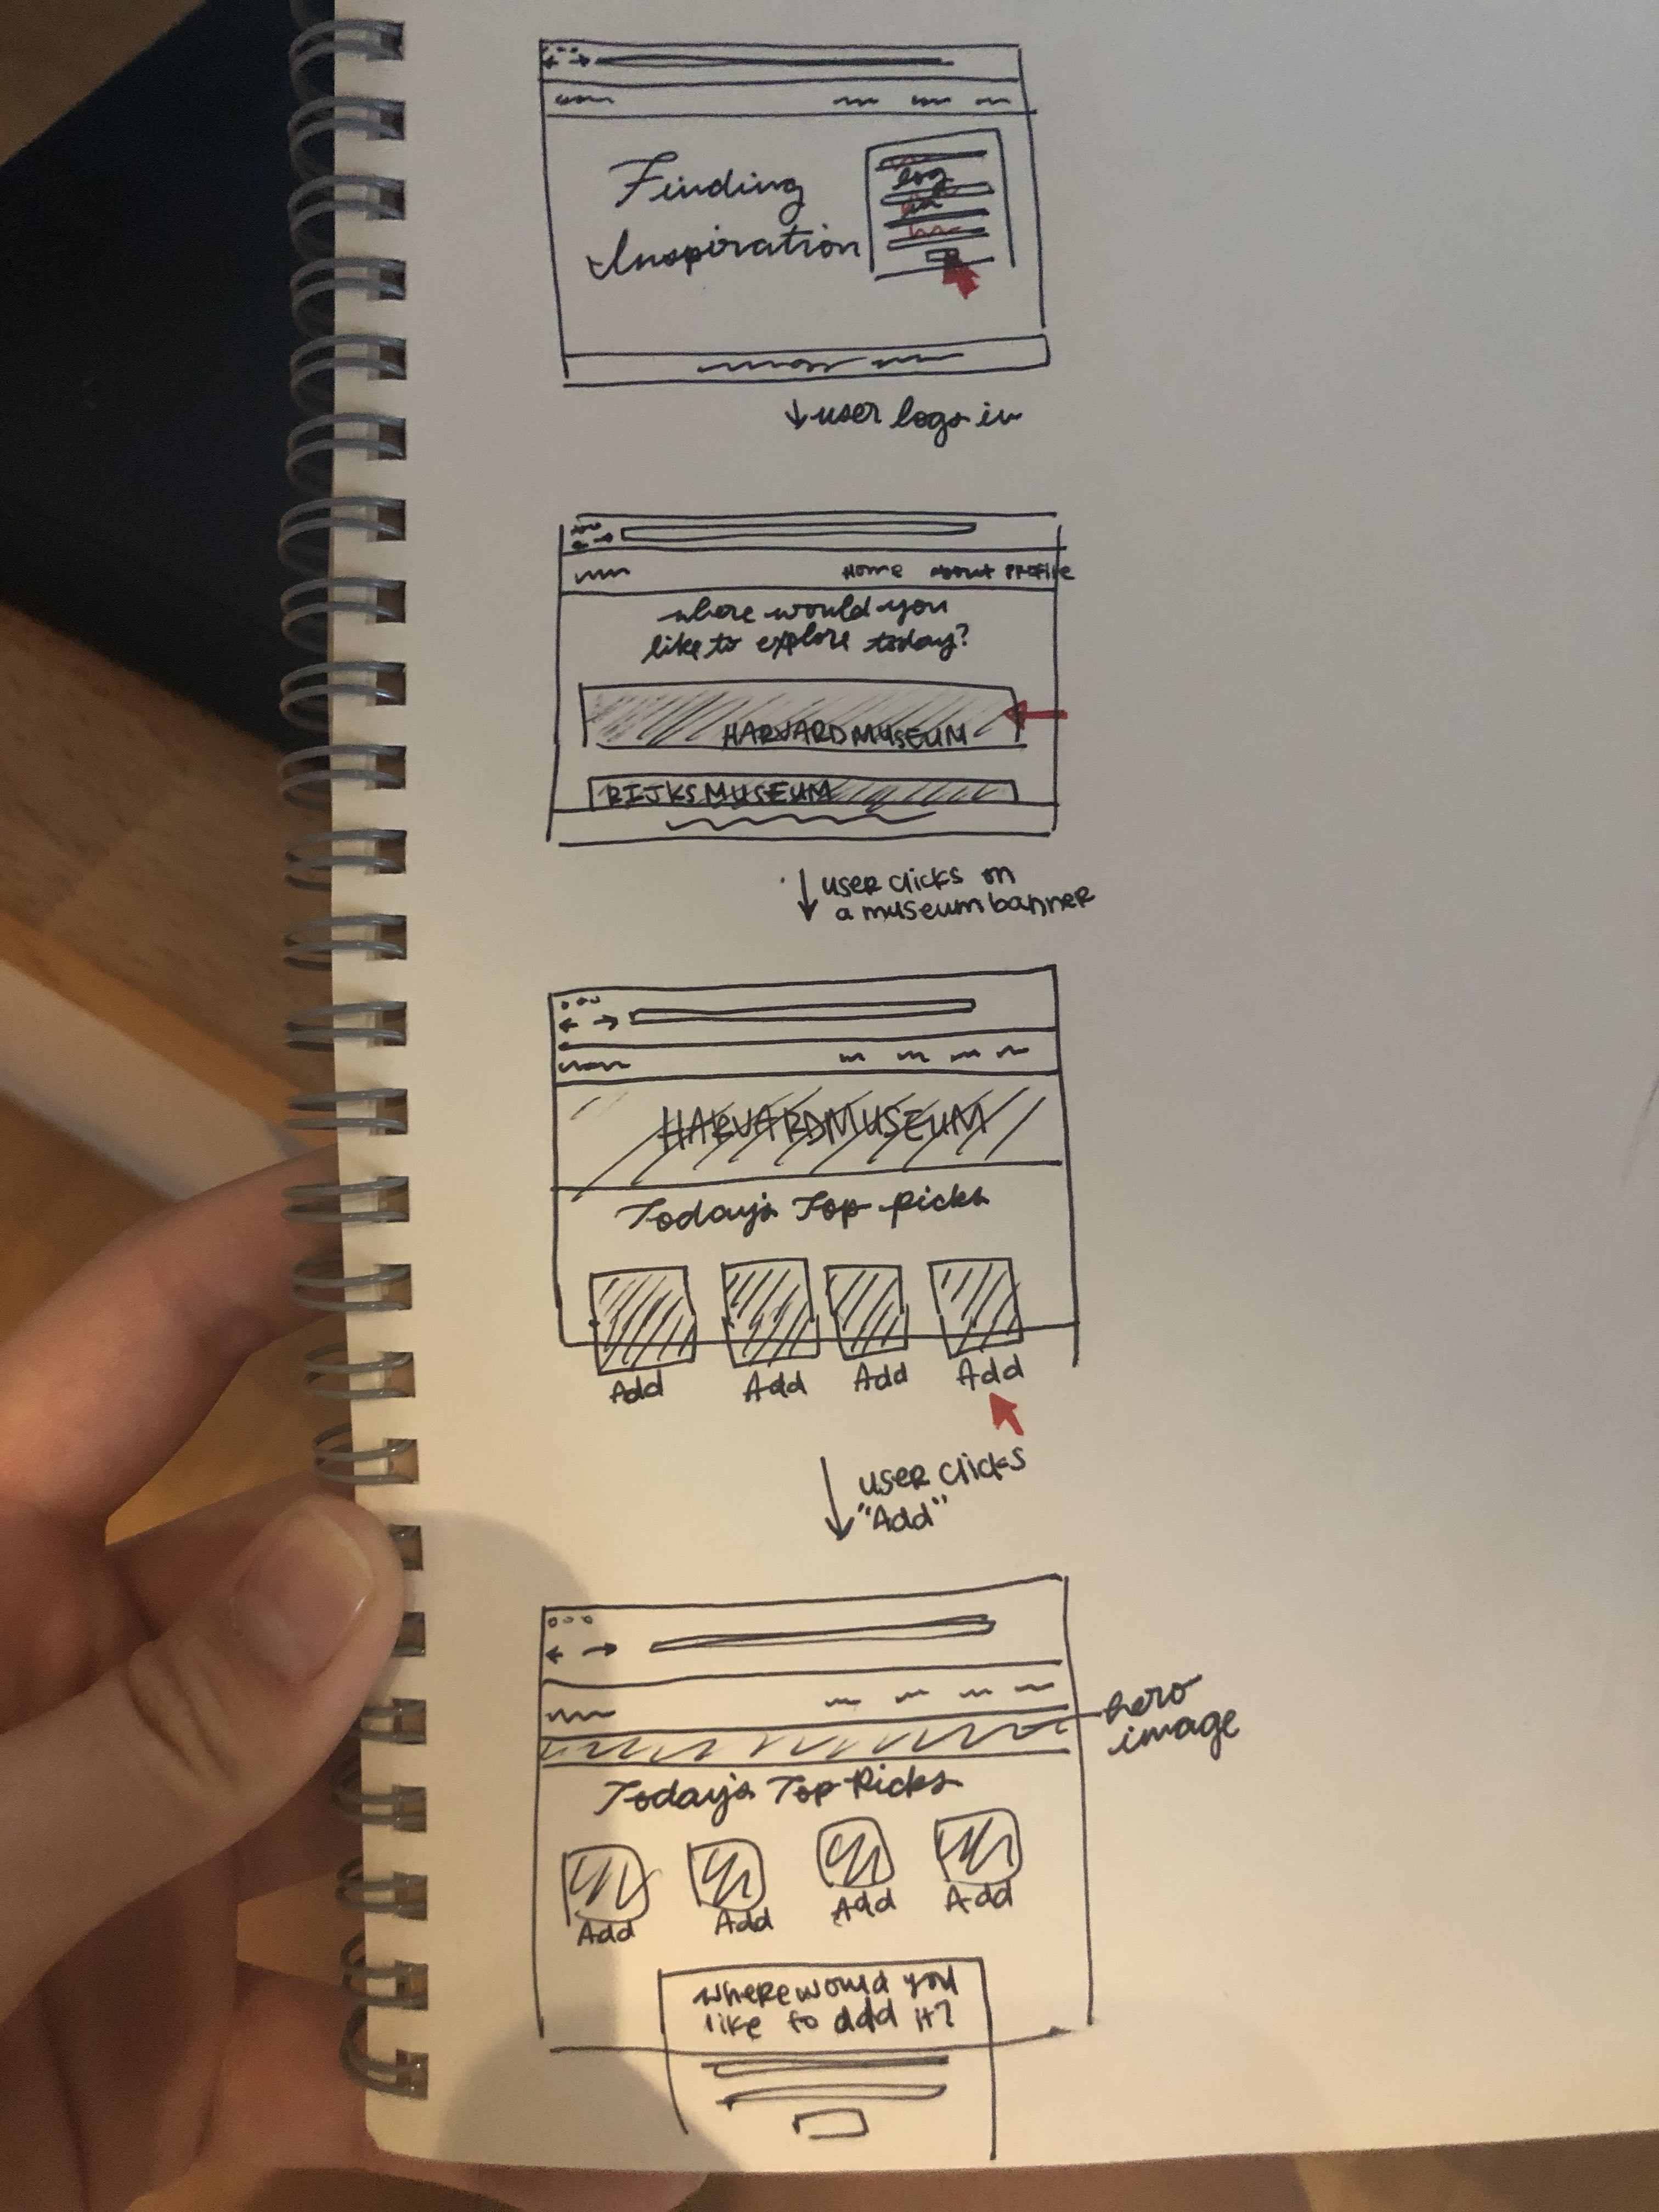 Finding
Inspiration
log
in
↓ user logs in
Home About Profile
where would you
like to explore today?
HARVARD MUSEUM
RIJKSMUSEUM
↓ user clicks on
a museum banner
HARVARD MUSEUM
Today's Top Picks
Add Add Add Add
↓ user clicks
"Add"
hero
image
Today's Top Picks
Add Add Add Add
where would you
like to add it?